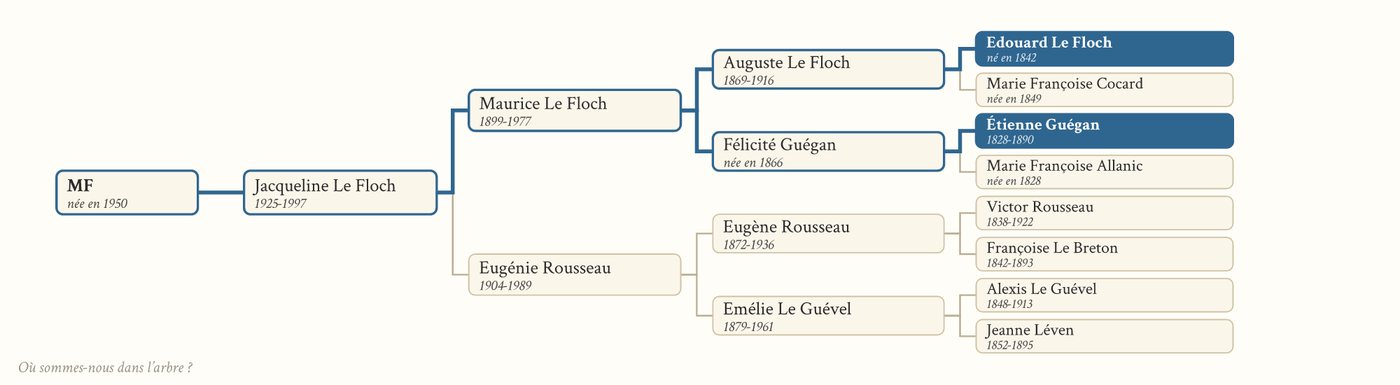 MF
née en 1950
Jacqueline Le Floch
1925-1997
Maurice Le Floch
1899-1977
Eugénie Rousseau
1904-1989
Auguste Le Floch
1869-1916
Félicité Guégan
née en 1866
Eugène Rousseau
1872-1936
Emélie Le Guével
1879-1961
Edouard Le Floch
né en 1842
Marie Françoise Cocard
née en 1849
Étienne Guégan
1828-1890
Marie Françoise Allanic
née en 1828
Victor Rousseau
1838-1922
Françoise Le Breton
1842-1893
Alexis Le Guével
1848-1913
Jeanne Léven
1852-1895
Où sommes-nous dans l'arbre ?